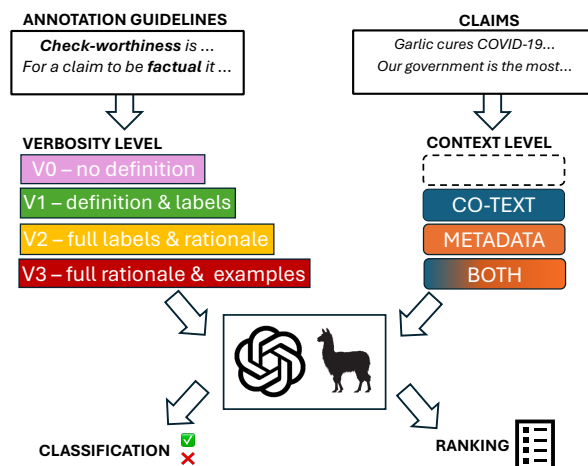 ANNOTATION GUIDELINES
Check-worthiness is ...
For a claim to be factual it ...
CLAIMS
Garlic cures COVID-19...
Our government is the most...
VERBOSITY LEVEL
V0 – no definition
V1 – definition & labels
V2 – full labels & rationale
V3 – full rationale & examples
CONTEXT LEVEL
CO-TEXT
METADATA
BOTH
CLASSIFICATION
RANKING